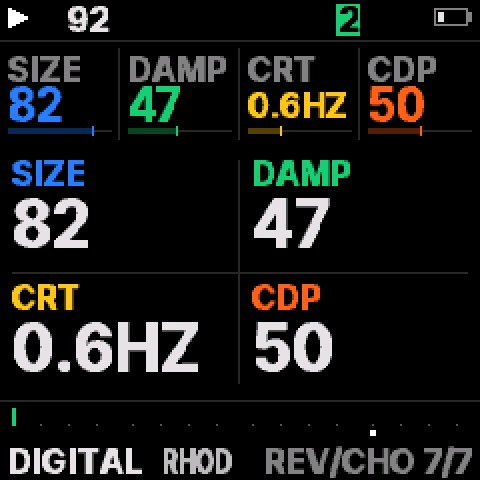 92 2
SIZE DAMP CRT CDP
82 47 0.6HZ 50
SIZE DAMP
82 47
CRT CDP
0.6HZ 50
DIGITAL RHOD REV/CHO 7/7